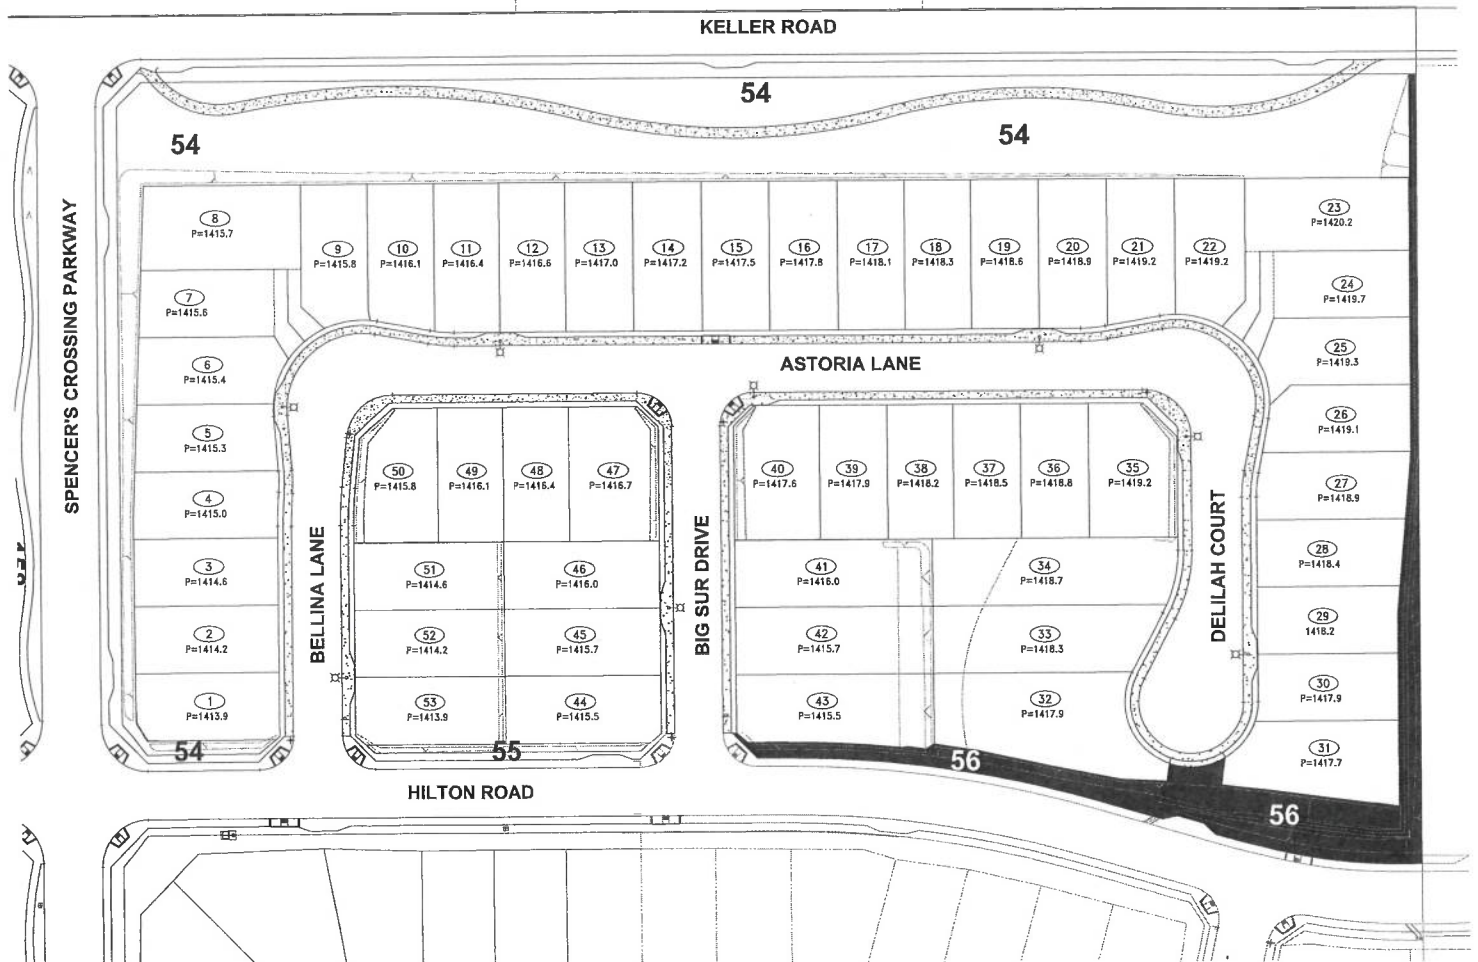 KELLER ROAD
54
54
54
SPENCER'S CROSSING PARKWAY
8
P=1415.7
9
P=1415.8
10
P=1416.1
11
P=1416.4
12
P=1416.6
13
P=1417.0
14
P=1417.2
15
P=1417.5
16
P=1417.8
17
P=1418.1
18
P=1418.3
19
P=1418.6
20
P=1418.9
21
P=1419.2
22
P=1419.2
23
P=1420.2
7
P=1415.6
24
P=1419.7
6
P=1415.4
ASTORIA LANE
25
P=1419.3
5
P=1415.3
26
P=1419.1
4
P=1415.0
50
P=1415.8
49
P=1416.1
48
P=1416.4
47
P=1416.7
40
P=1417.6
39
P=1417.9
38
P=1418.2
37
P=1418.5
36
P=1418.8
35
P=1419.2
27
P=1418.9
BELLINA LANE
BIG SUR DRIVE
DELILAH COURT
3
P=1414.6
51
P=1414.6
46
P=1416.0
41
P=1416.0
34
P=1418.7
28
P=1418.4
2
P=1414.2
52
P=1414.2
45
P=1415.7
42
P=1415.7
33
P=1418.3
29
1418.2
1
P=1413.9
53
P=1413.9
44
P=1415.5
43
P=1415.5
32
P=1417.9
30
P=1417.9
31
P=1417.7
54
55
56
56
HILTON ROAD